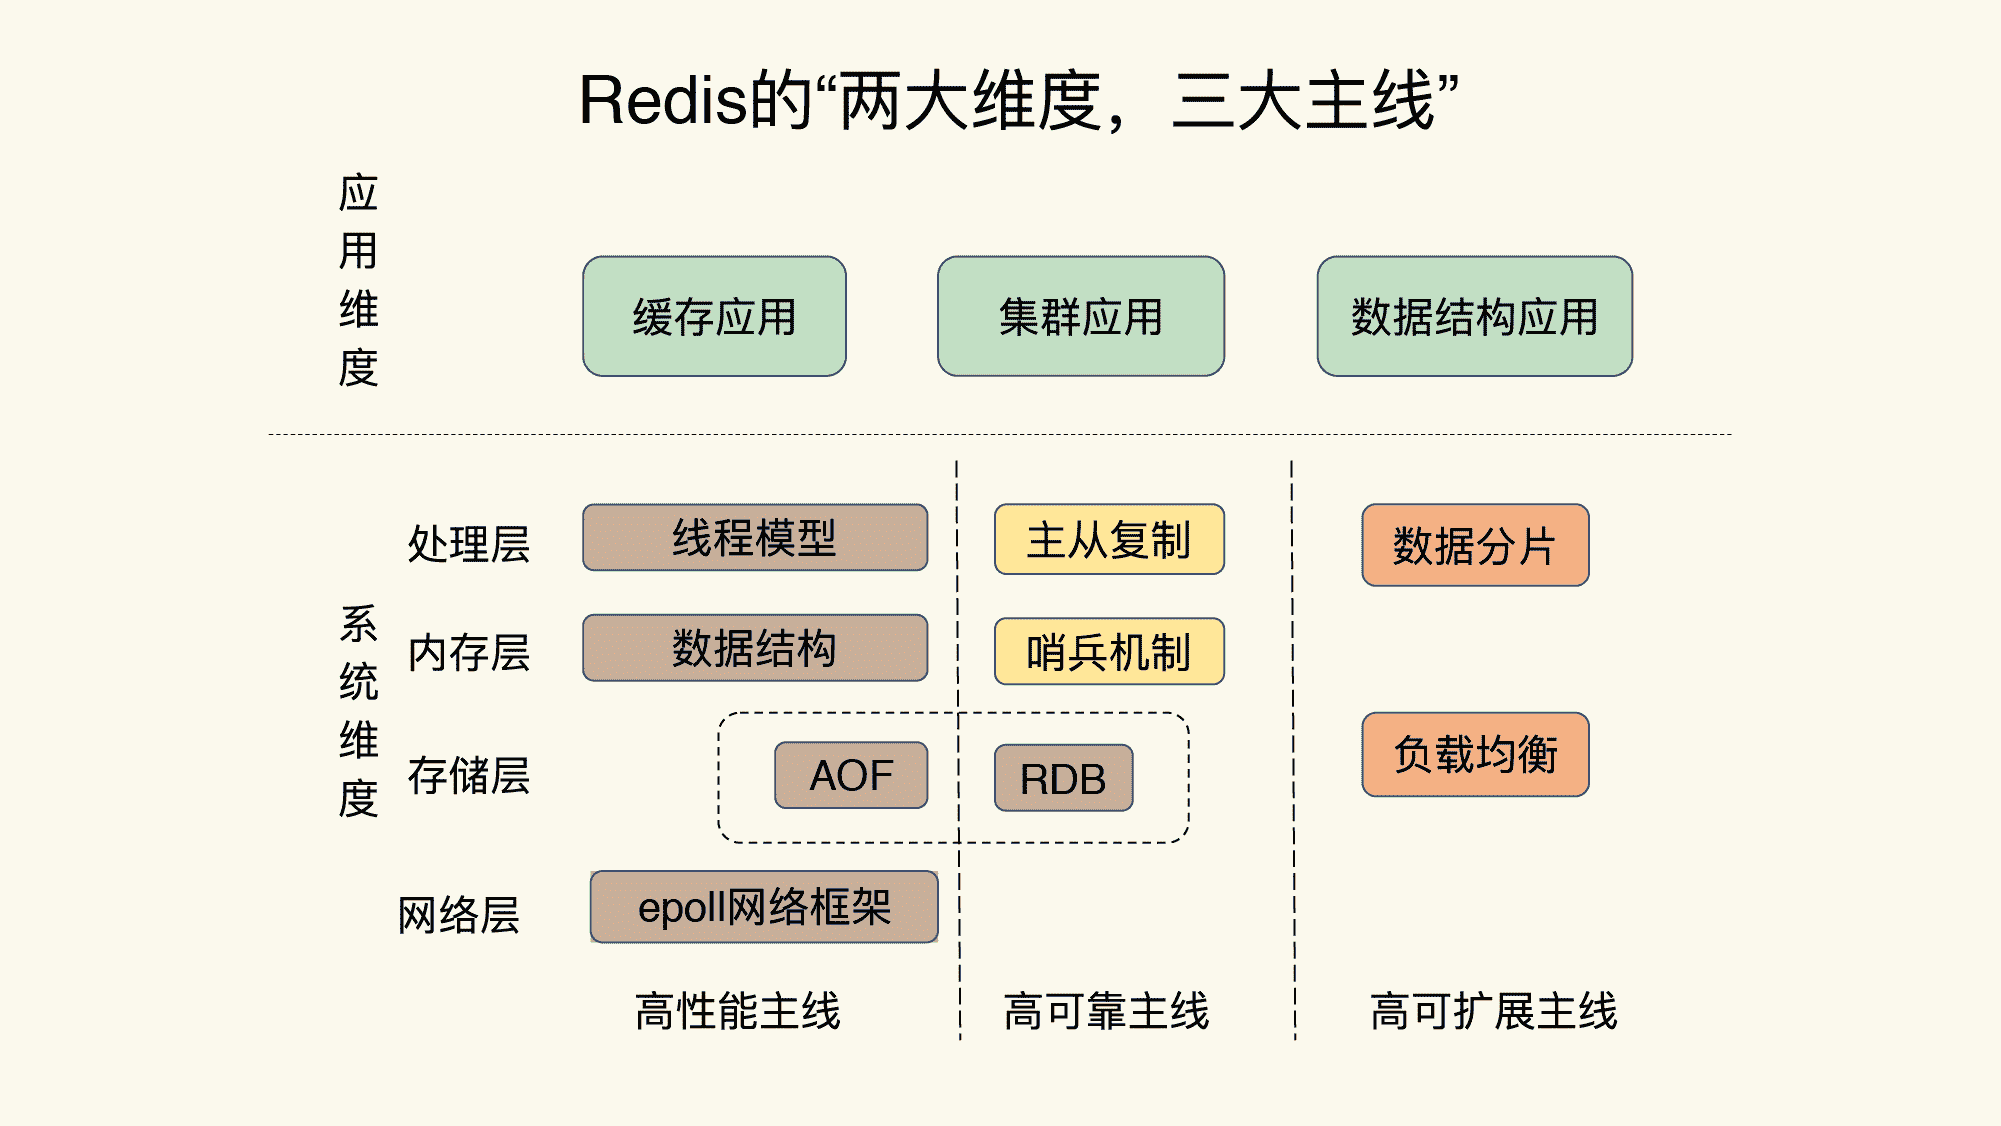 Redis的“两大维度，三大主线”
应用维度
缓存应用
集群应用
数据结构应用
系统维度
处理层
线程模型
主从复制
数据分片
内存层
数据结构
哨兵机制
存储层
AOF
RDB
负载均衡
网络层
epoll网络框架
高性能主线
高可靠主线
高可扩展主线